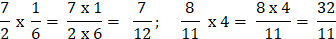 7/2 x 1/6 = 7 x 1/2 x 6 = 7/12 ; 8/11 x 4 = 8 x 4/11 = 32/11